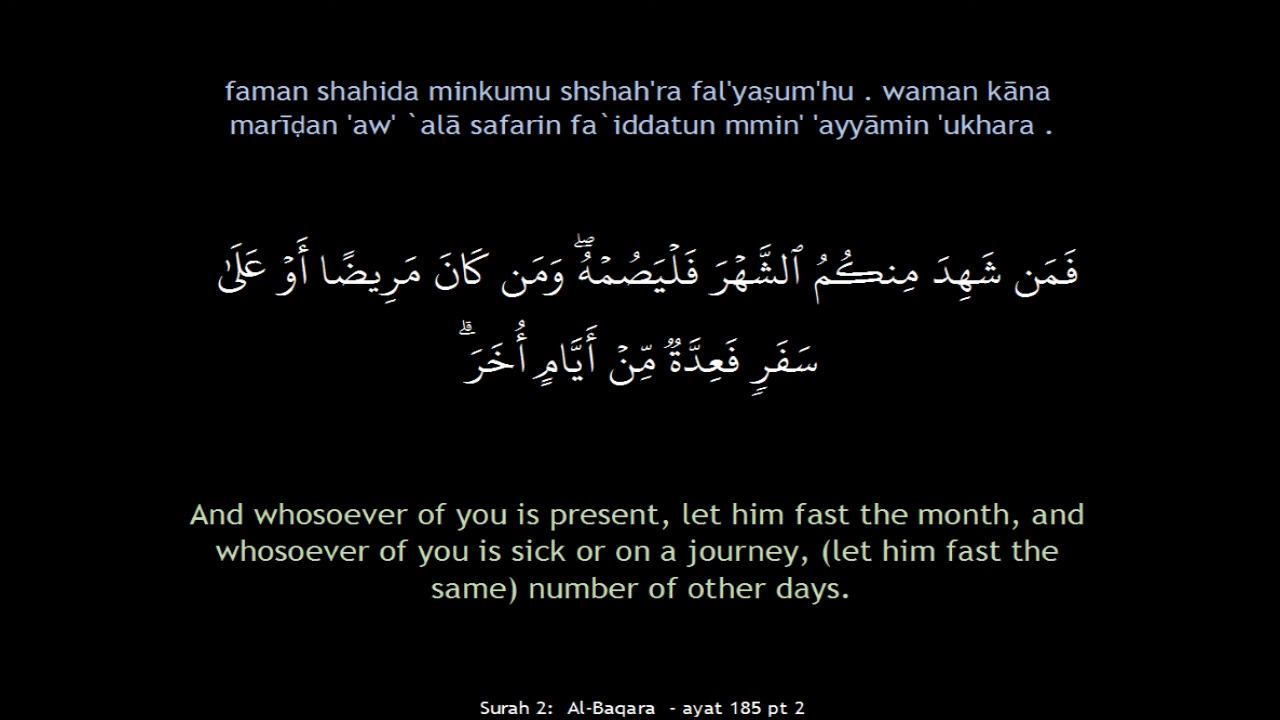 faman shahida minkumu shshah'ra fal'yaṣum'hu . waman kāna
marīḍan 'aw' `alā safarin fa`iddatun mmin' 'ayyāmin 'ukhara .
فَمَن شَهِدَ مِنكُمُ ٱلشَّهْرَ فَلْيَصُمْهُ ۖ وَمَن كَانَ مَرِيضًا أَوْ عَلَىٰ
سَفَرٍ فَعِدَّةٌ مِّنْ أَيَّامٍ أُخَرَ ۗ
And whosoever of you is present, let him fast the month, and
whosoever of you is sick or on a journey, (let him fast the
same) number of other days.
Surah 2:  Al-Baqara  - ayat 185 pt 2